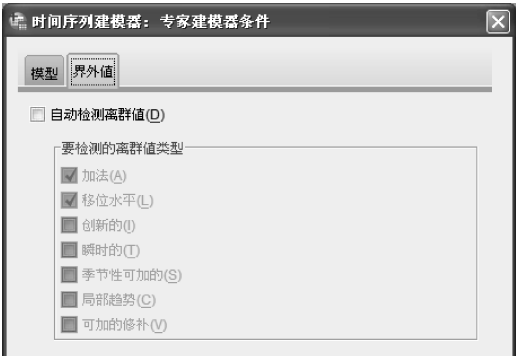 时间序列建模器：专家建模器条件
模型 界外值
自动检测离群值(D)
要检测的离群值类型
加法(A)
移位水平(L)
创新的(I)
瞬时的(T)
季节性可加的(S)
局部趋势(C)
可加的修补(V)